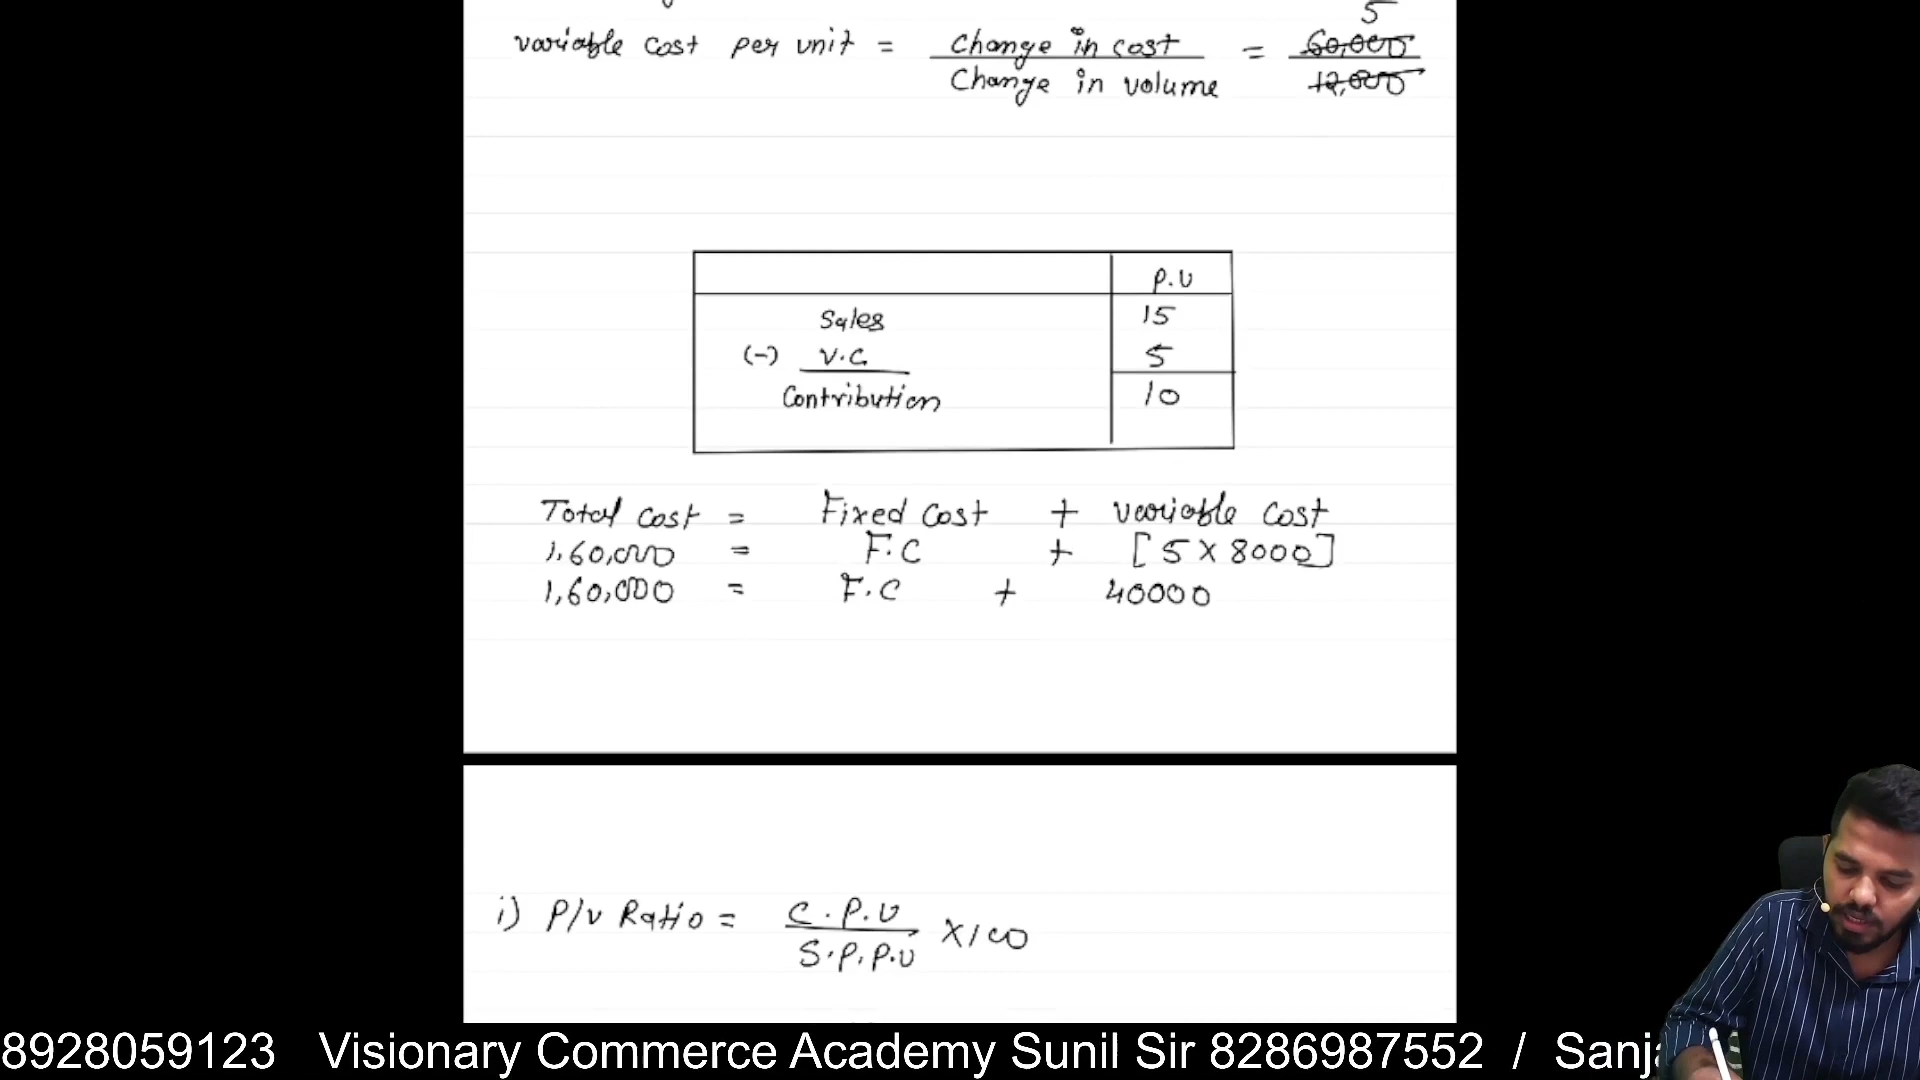 5
variable cost per unit = Change in cost / Change in volume = 60,000 / 12,000
P.U
Sales 15
(-) V.C. 5
Contribution 10
Total cost = Fixed cost + variable cost
1,60,000 = F.C + [5 X 8000]
1,60,000 = F.C + 40000
i) P/V Ratio = C.P.U / S.P.P.U X100
8928059123 Visionary Commerce Academy Sunil Sir 8286987552 / Sanj